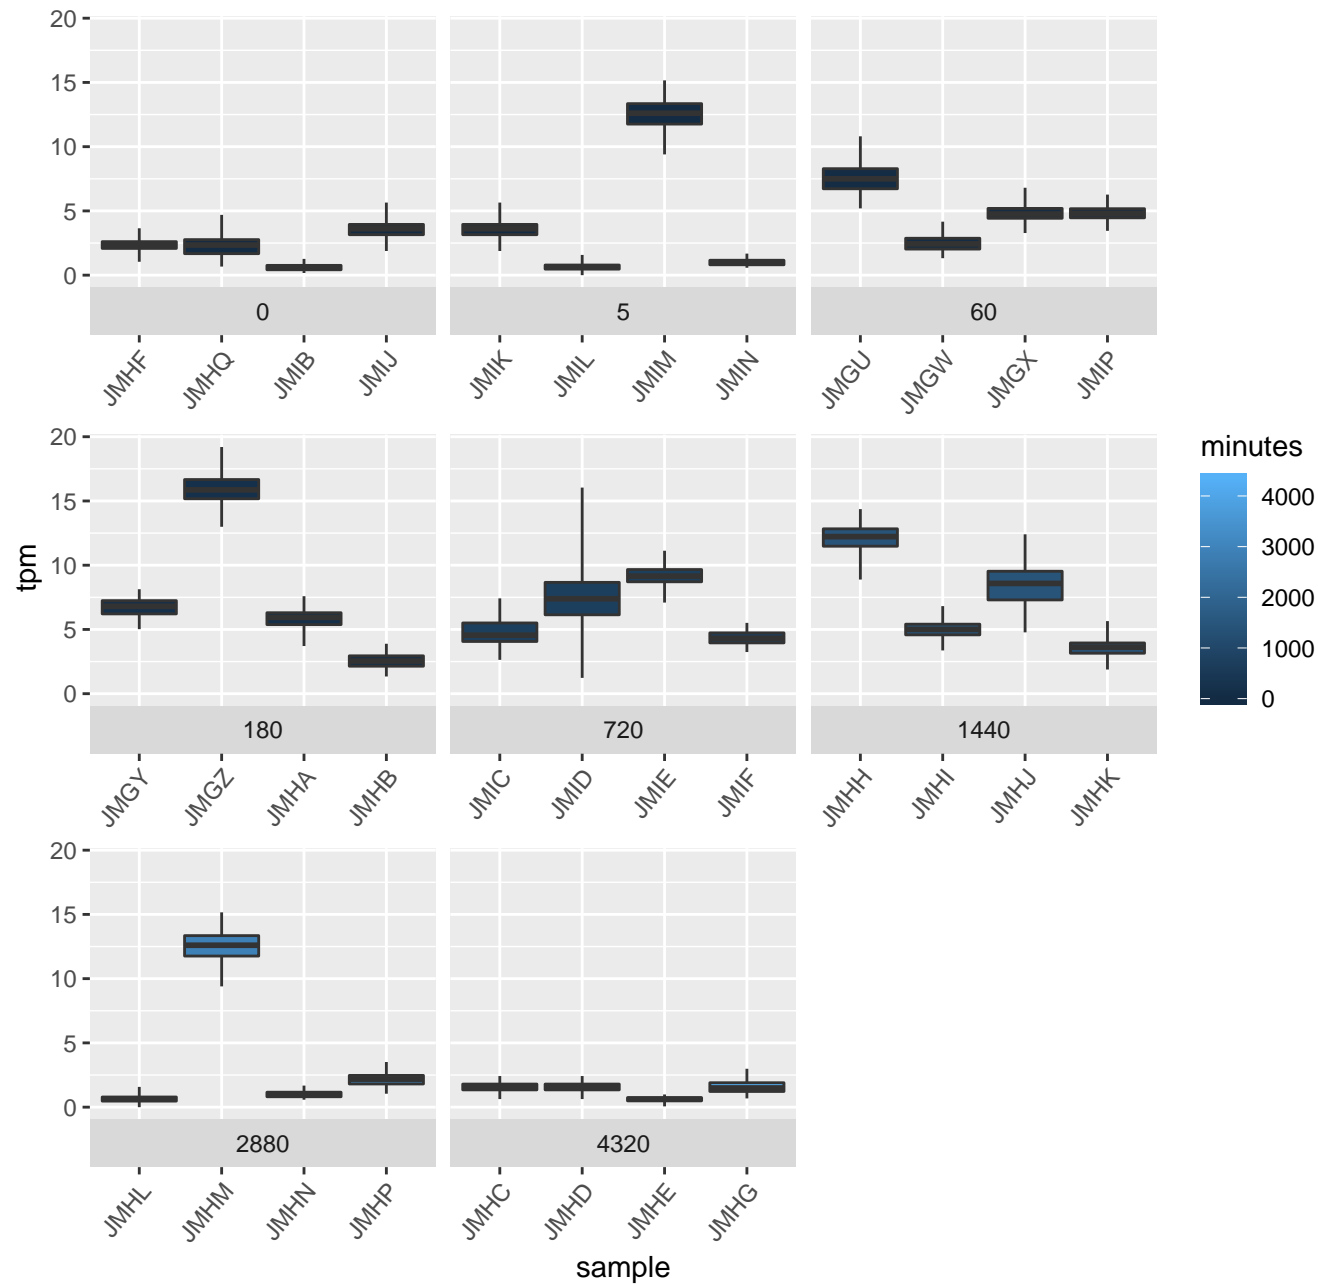 20
15
10
5
0
0 5 60
JMHF JMHQ JMIB JMIJ JMIK JMIL JMIM JMIN JMGU JMGW JMGX JMIP
20
15
10
5
0
180 720 1440
JMGY JMGZ JMHA JMHB JMIC JMID JMIE JMIF JMHH JMHI JMHJ JMHK
20
15
10
5
0
2880 4320
JMHL JMHM JMHN JMHP JMHC JMHD JMHE JMHG
sample
tpm
minutes
4000
3000
2000
1000
0